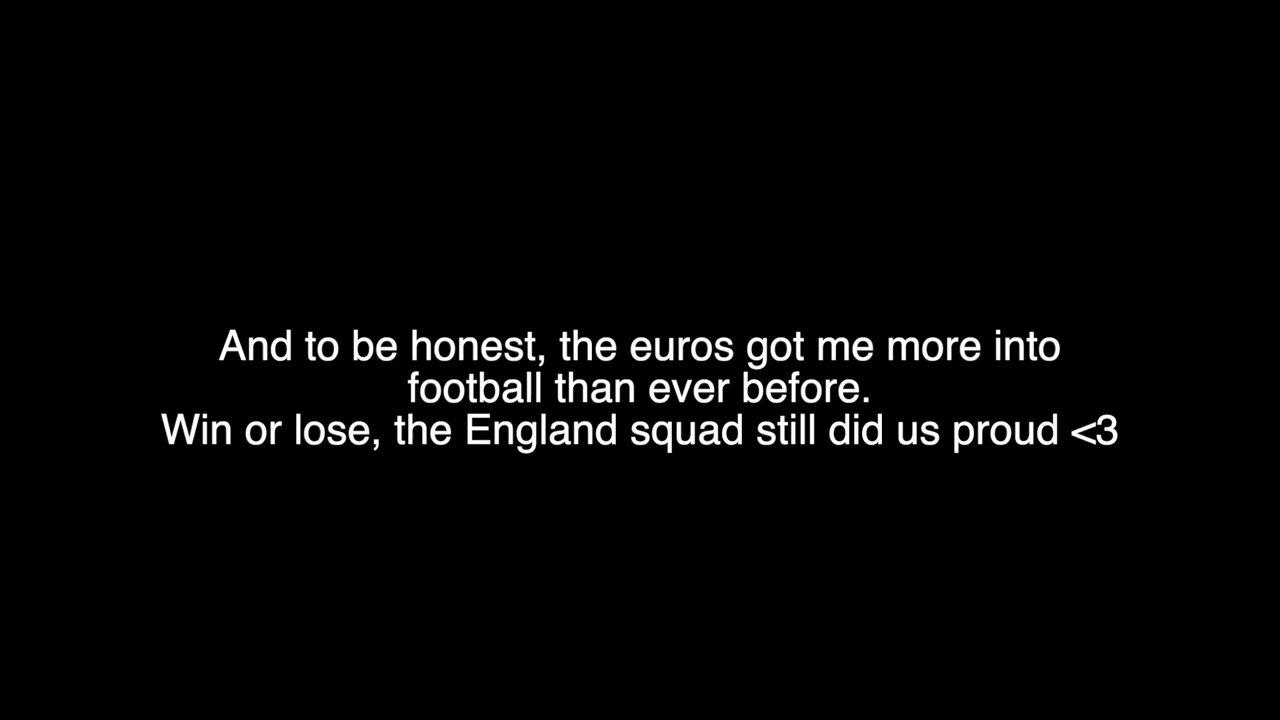 And to be honest, the euros got me more into
football than ever before.
Win or lose, the England squad still did us proud <3